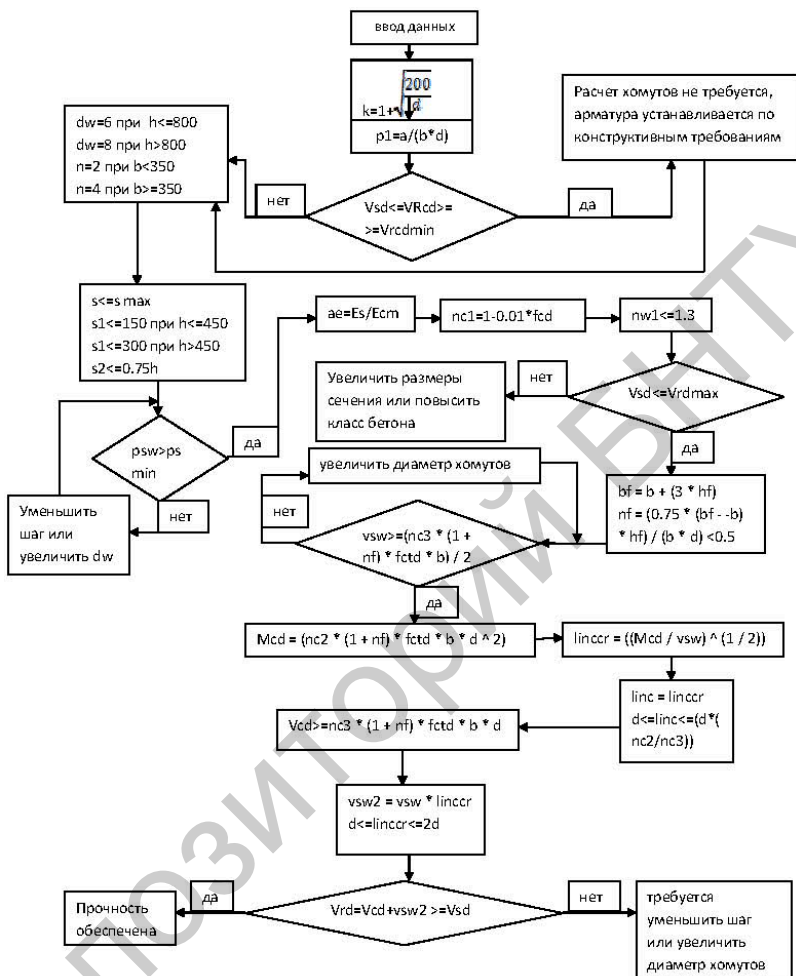 ввод данных
k=1+√200/d
p1=a/(b*d)
Расчет хомутов не требуется,
арматура устанавливается по
конструктивным требованиям
dw=6 при h<=800
dw=8 при h>800
n=2 при b<350
n=4 при b>=350
нет
Vsd<=VRcd>=
>=Vrcdmin
да
s<=s max
s1<=150 при h<=450
s1<=300 при h>450
s2<=0.75h
ae=Es/Ecm
nc1=1-0.01*fcd
nw1<=1.3
Увеличить размеры
сечения или повысить
класс бетона
нет
Vsd<=Vrdmax
да
psw>ps
min
да
нет
Уменьшить
шаг или
увеличить dw
увеличить диаметр хомутов
нет
vsw>=(nc3 * (1 +
nf) * fctd * b) / 2
да
bf = b + (3 * hf)
nf = (0.75 * (bf - -b)
* hf) / (b * d) <0.5
Mcd = (nc2 * (1 + nf) * fctd * b * d ^ 2)
linccr = ((Mcd / vsw) ^ (1 / 2))
linc = linccr
d<=linc<=(d*(
nc2/nc3))
Vcd>=nc3 * (1 + nf) * fctd * b * d
vsw2 = vsw * linccr
d<=linccr<=2d
да
Vrd=Vcd+vsw2 >=Vsd
нет
Прочность
обеспечена
требуется
уменьшить шаг
или увеличить
диаметр хомутов
ПОЗИТОРИЙ БНТУ